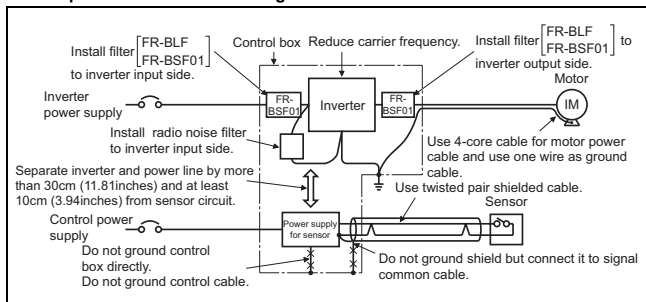 Install filter
FR-BLF
FR-BSF01
to inverter input side.
Control box
Reduce carrier frequency.
Install filter
FR-BLF
FR-BSF01
to
inverter output side.
Motor
Inverter
power supply
FR-
BSF01
Inverter
FR-
BSF01
IM
Install radio noise filter
to inverter input side.
Use 4-core cable for motor power
cable and use one wire as ground
cable.
Separate inverter and power line by more
than 30cm (11.81inches) and at least
10cm (3.94inches) from sensor circuit.
Use twisted pair shielded cable.
Sensor
Control power
supply
Power supply
for sensor
Do not ground control
box directly.
Do not ground control cable.
Do not ground shield but connect it to signal
common cable.